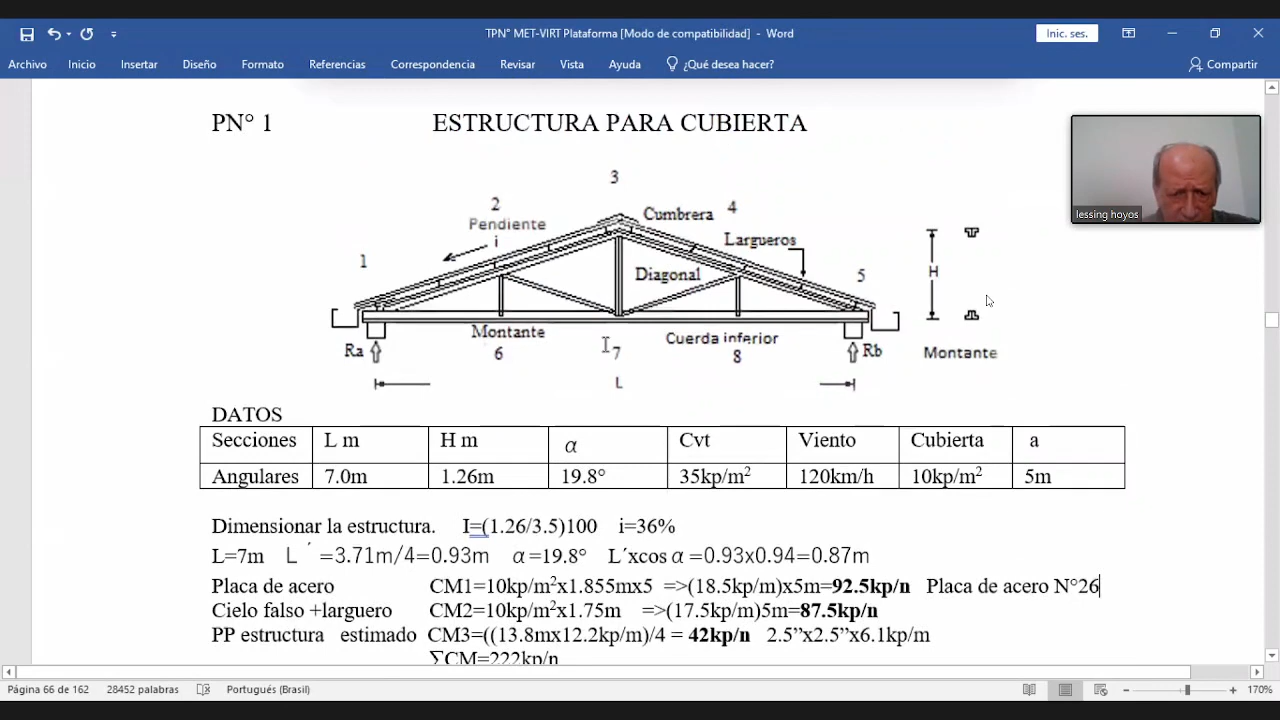 TPN° MET-VIRT Plataforma [Modo de compatibilidad] - Word
Inic. ses.
Archivo Inicio Insertar Diseño Formato Referencias Correspondencia Revisar Vista Ayuda ¿Qué desea hacer? Compartir
PN° 1 ESTRUCTURA PARA CUBIERTA
lessing hoyos
3
2
Pendiente
i
Cumbrera
4
Largueros
1
Diagonal
5
H
Montante
Cuerda inferior
Ra
6
7
8
Rb
Montante
L
DATOS
Secciones L m H m α Cvt Viento Cubierta a
Angulares 7.0m 1.26m 19.8° 35kp/m² 120km/h 10kp/m² 5m
Dimensionar la estructura. I=(1.26/3.5)100 i=36%
L=7m L´=3.71m/4=0.93m α=19.8° L´xcosα=0.93x0.94=0.87m
Placa de acero CM1=10kp/m²x1.855mx5 =>(18.5kp/m)x5m=92.5kp/n Placa de acero N°26
Cielo falso +larguero CM2=10kp/m²x1.75m =>(17.5kp/m)5m=87.5kp/n
PP estructura estimado CM3=((13.8mx12.2kp/m)/4 = 42kp/n 2.5”x2.5”x6.1kp/m
∑CM=222kp/n
Página 66 de 162 28452 palabras Portugués (Brasil) 170%